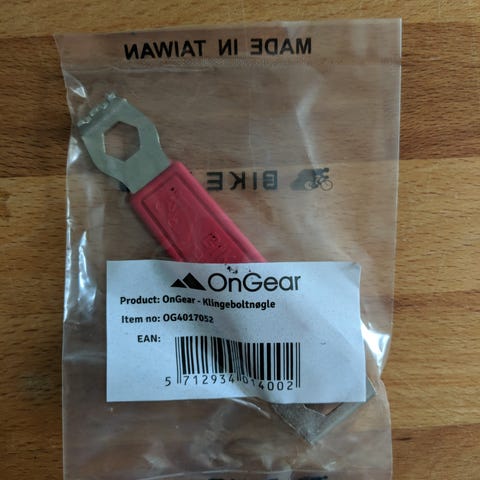 MADE IN TAIWAN
BIKE
OnGear
Product: OnGear - Klingeboltnøgle
Item no: OG4017052
EAN:
5 712934 014002